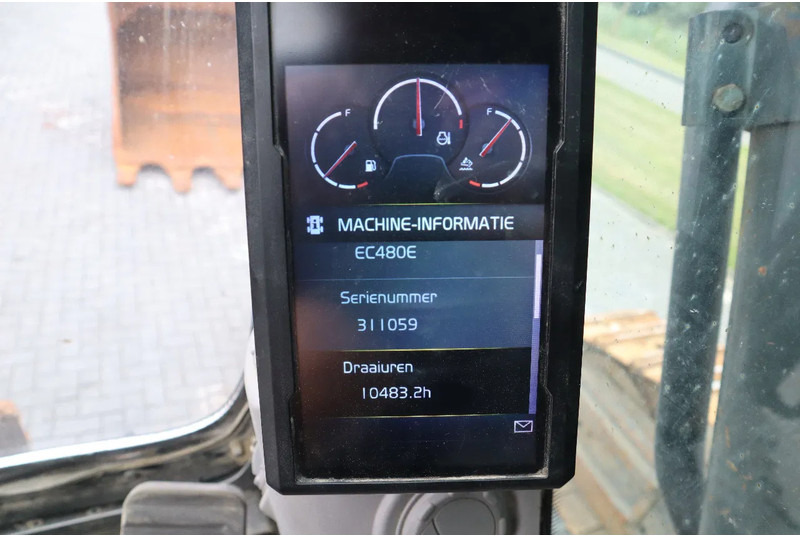 F
F
MACHINE-INFORMATIE
EC480E
Serienummer
311059
Draaiuren
10483.2h